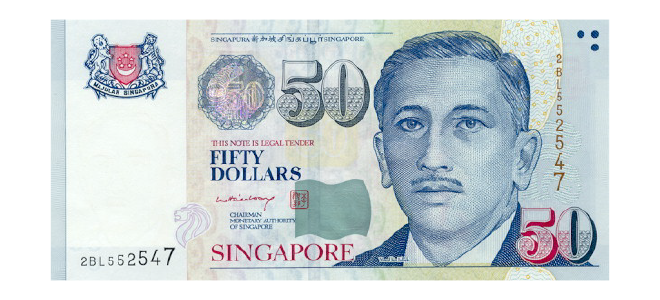 SINGAPURA 新加坡 சிங்கப்பூர் SINGAPORE
MAJULAH SINGAPURA
50
50
2BL552547
THIS NOTE IS LEGAL TENDER
FIFTY
DOLLARS
CHAIRMAN
MONETARY AUTHORITY
OF SINGAPORE
50
2BL552547
SINGAPORE